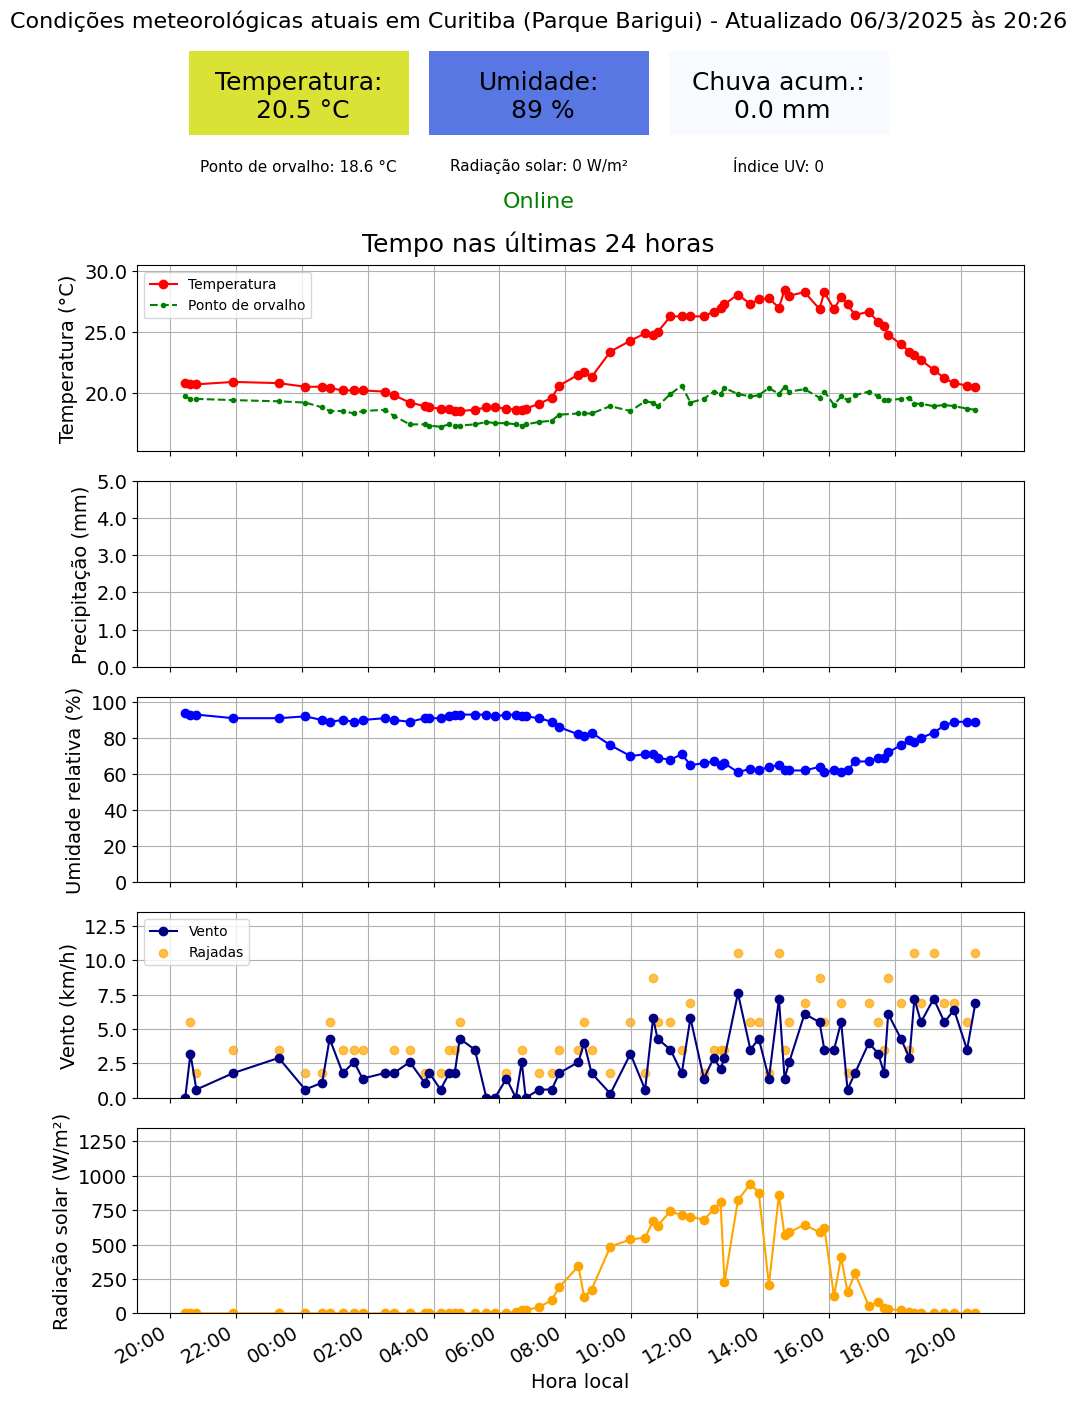 Condições meteorológicas atuais em Curitiba (Parque Barigui) - Atualizado 06/3/2025 às 20:26
Temperatura:
20.5 °C
Umidade:
89 %
Chuva acum.:
0.0 mm
Ponto de orvalho: 18.6 °C
Radiação solar: 0 W/m²
Índice UV: 0
Online
Tempo nas últimas 24 horas
Temperatura (°C)
30.0
25.0
20.0
Temperatura
Ponto de orvalho
Precipitação (mm)
5.0
4.0
3.0
2.0
1.0
0.0
Umidade relativa (%)
100
80
60
40
20
0
Vento (km/h)
12.5
10.0
7.5
5.0
2.5
0.0
Vento
Rajadas
Radiação solar (W/m²)
1250
1000
750
500
250
0
20:00
22:00
00:00
02:00
04:00
06:00
08:00
10:00
12:00
14:00
16:00
18:00
20:00
Hora local